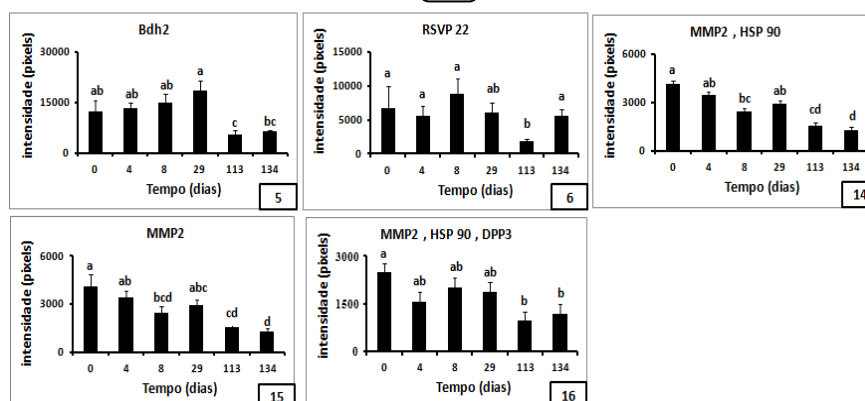 Bdh2
intensidade (pixels)
30000
15000
0
ab
ab
ab
a
c
bc
0 4 8 29 113 134
Tempo (dias)
5
RSVP 22
intensidade (pixels)
15000
10000
5000
0
a
a
a
ab
b
a
0 4 8 29 113 134
Tempo (dias)
6
MMP2 , HSP 90
intensidade (pixels)
6000
3000
0
a
ab
bc
ab
cd
d
0 4 8 29 113 134
Tempo (dias)
14
MMP2
intensidade (pixels)
6000
3000
0
a
ab
bcd
abc
cd
d
0 4 8 29 113 134
Tempo (dias)
15
MMP2 , HSP 90 , DPP3
intensidade (pixels)
3000
1500
0
a
ab
ab
ab
b
b
0 4 8 29 113 134
Tempo (dias)
16